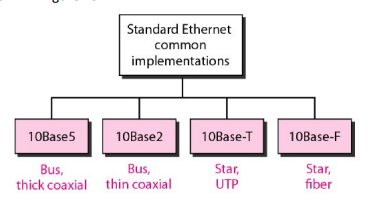 Standard Ethernet
common
implementations
10Base5
10Base2
10Base-T
10Base-F
Bus,
thick coaxial
Bus,
thin coaxial
Star,
UTP
Star,
fiber